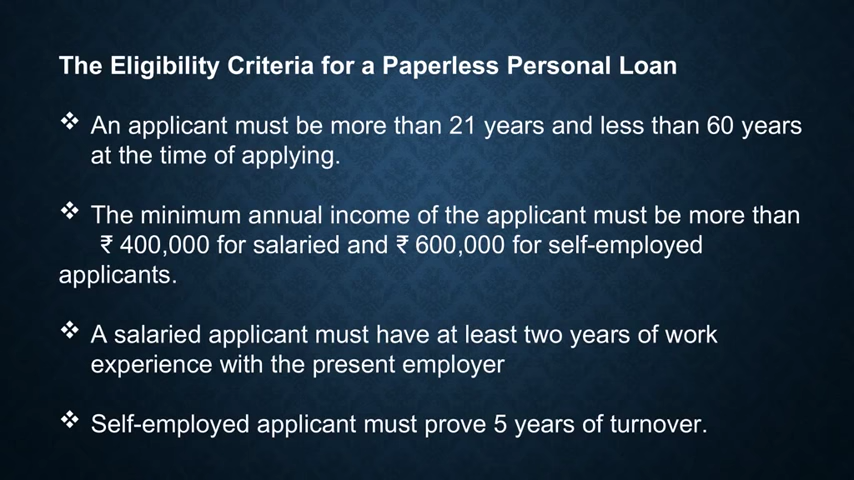 The Eligibility Criteria for a Paperless Personal Loan
❖ An applicant must be more than 21 years and less than 60 years
at the time of applying.
❖ The minimum annual income of the applicant must be more than
₹ 400,000 for salaried and ₹ 600,000 for self-employed
applicants.
❖ A salaried applicant must have at least two years of work
experience with the present employer
❖ Self-employed applicant must prove 5 years of turnover.